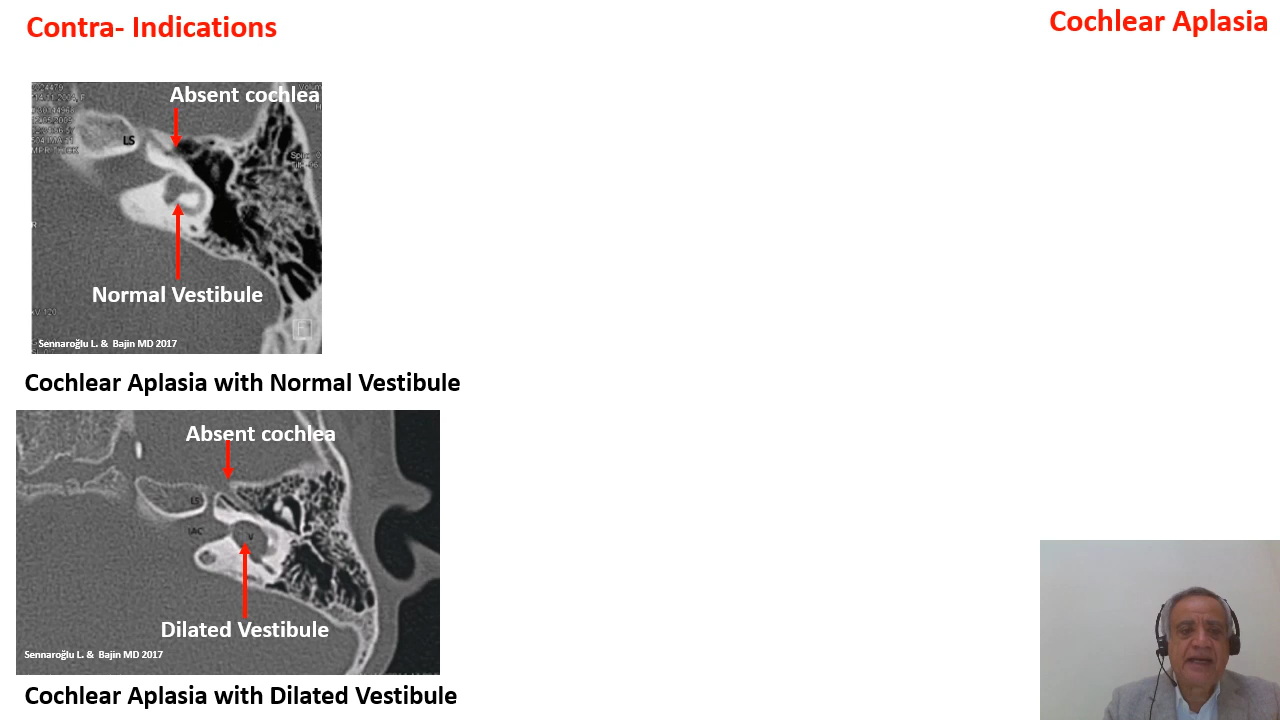 Contra- Indications
Cochlear Aplasia
Absent cochlea
LS
R
Normal Vestibule
Sennaroğlu L. & Bajin MD 2017
Cochlear Aplasia with Normal Vestibule
Absent cochlea
LS
IAC
V
Dilated Vestibule
Sennaroğlu L. & Bajin MD 2017
Cochlear Aplasia with Dilated Vestibule